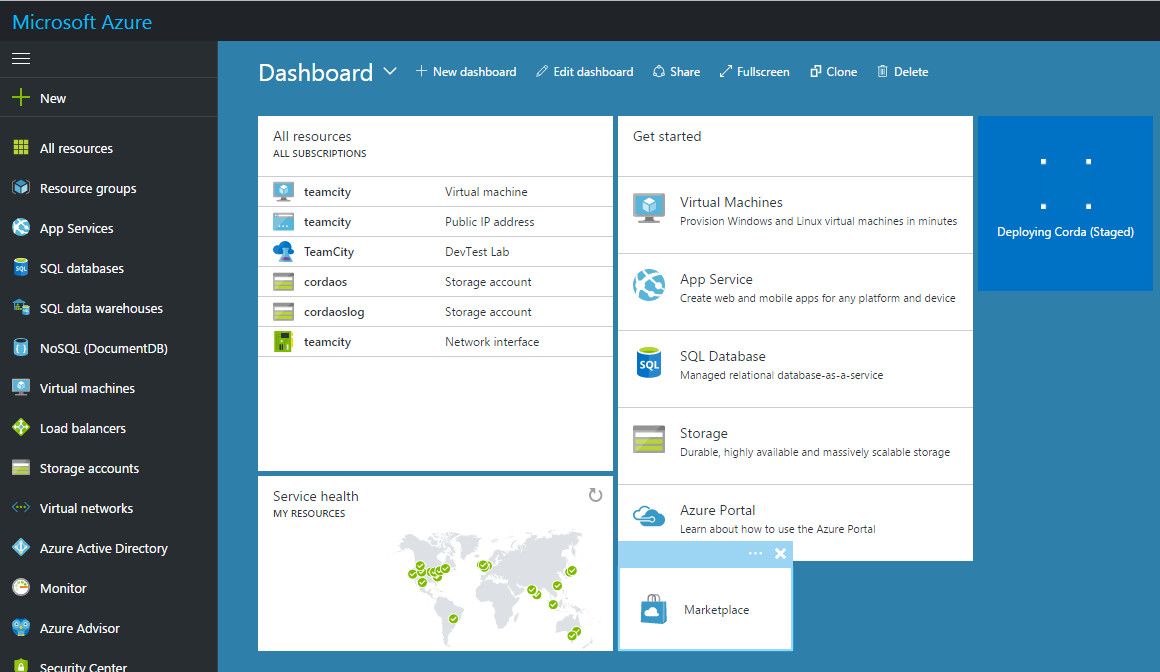 Microsoft Azure
New
All resources
Resource groups
App Services
SQL databases
SQL data warehouses
NoSQL (DocumentDB)
Virtual machines
Load balancers
Storage accounts
Virtual networks
Azure Active Directory
Monitor
Azure Advisor
Security Center
Dashboard
New dashboard
Edit dashboard
Share
Fullscreen
Clone
Delete
All resources
ALL SUBSCRIPTIONS
teamcity Virtual machine
teamcity Public IP address
TeamCity DevTest Lab
cordaos Storage account
cordaoslog Storage account
teamcity Network interface
Service health
MY RESOURCES
Get started
Virtual Machines
Provision Windows and Linux virtual machines in minutes
App Service
Create web and mobile apps for any platform and device
SQL
SQL Database
Managed relational database-as-a-service
Storage
Durable, highly available and massively scalable storage
Azure Portal
Learn about how to use the Azure Portal
Marketplace
Deploying Corda (Staged)